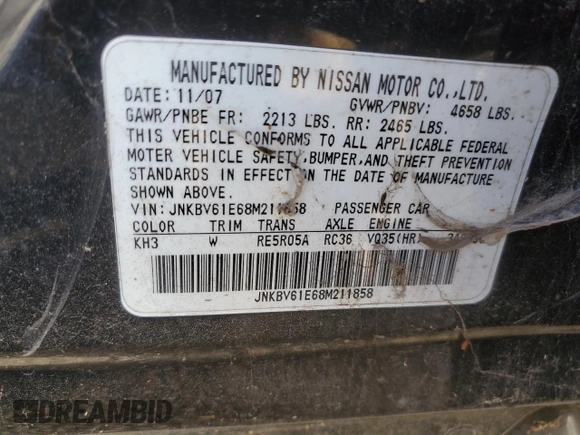 MANUFACTURED BY NISSAN MOTOR CO.,LTD.
DATE: 11/07 GVWR/PNBV: 4658 LBS.
GAWR/PNBE FR: 2213 LBS. RR: 2465 LBS.
THIS VEHICLE CONFORMS TO ALL APPLICABLE FEDERAL
MOTER VEHICLE SAFETY,BUMPER,AND THEFT PREVENTION
STANDARDS IN EFFECT ON THE DATE OF MANUFACTURE
SHOWN ABOVE.
VIN: JNKBV61E68M211858 PASSENGER CAR
COLOR TRIM TRANS AXLE ENGINE
KH3 W RE5R05A RC36 VQ35(HR)
JNKBV61E68M211858
DREAMBID